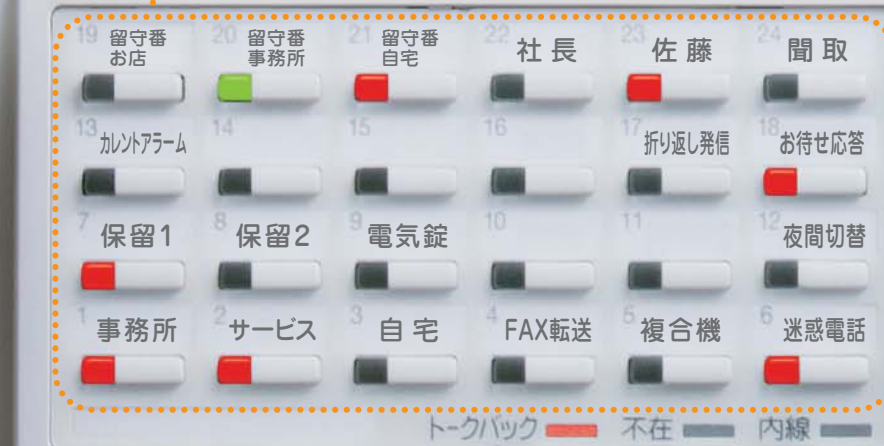 19 留守番 お店 20 留守番 事務所 21 留守番 自宅 22 社長 23 佐藤 24 聞取
13 カレントアラーム 14 15 16 17 折り返し発信 18 お待せ応答
7 保留1 8 保留2 9 電気錠 10 11 12 夜間切替
1 事務所 2 サービス 3 自宅 4 FAX転送 5 複合機 6 迷惑電話
トークバック 不在 内線